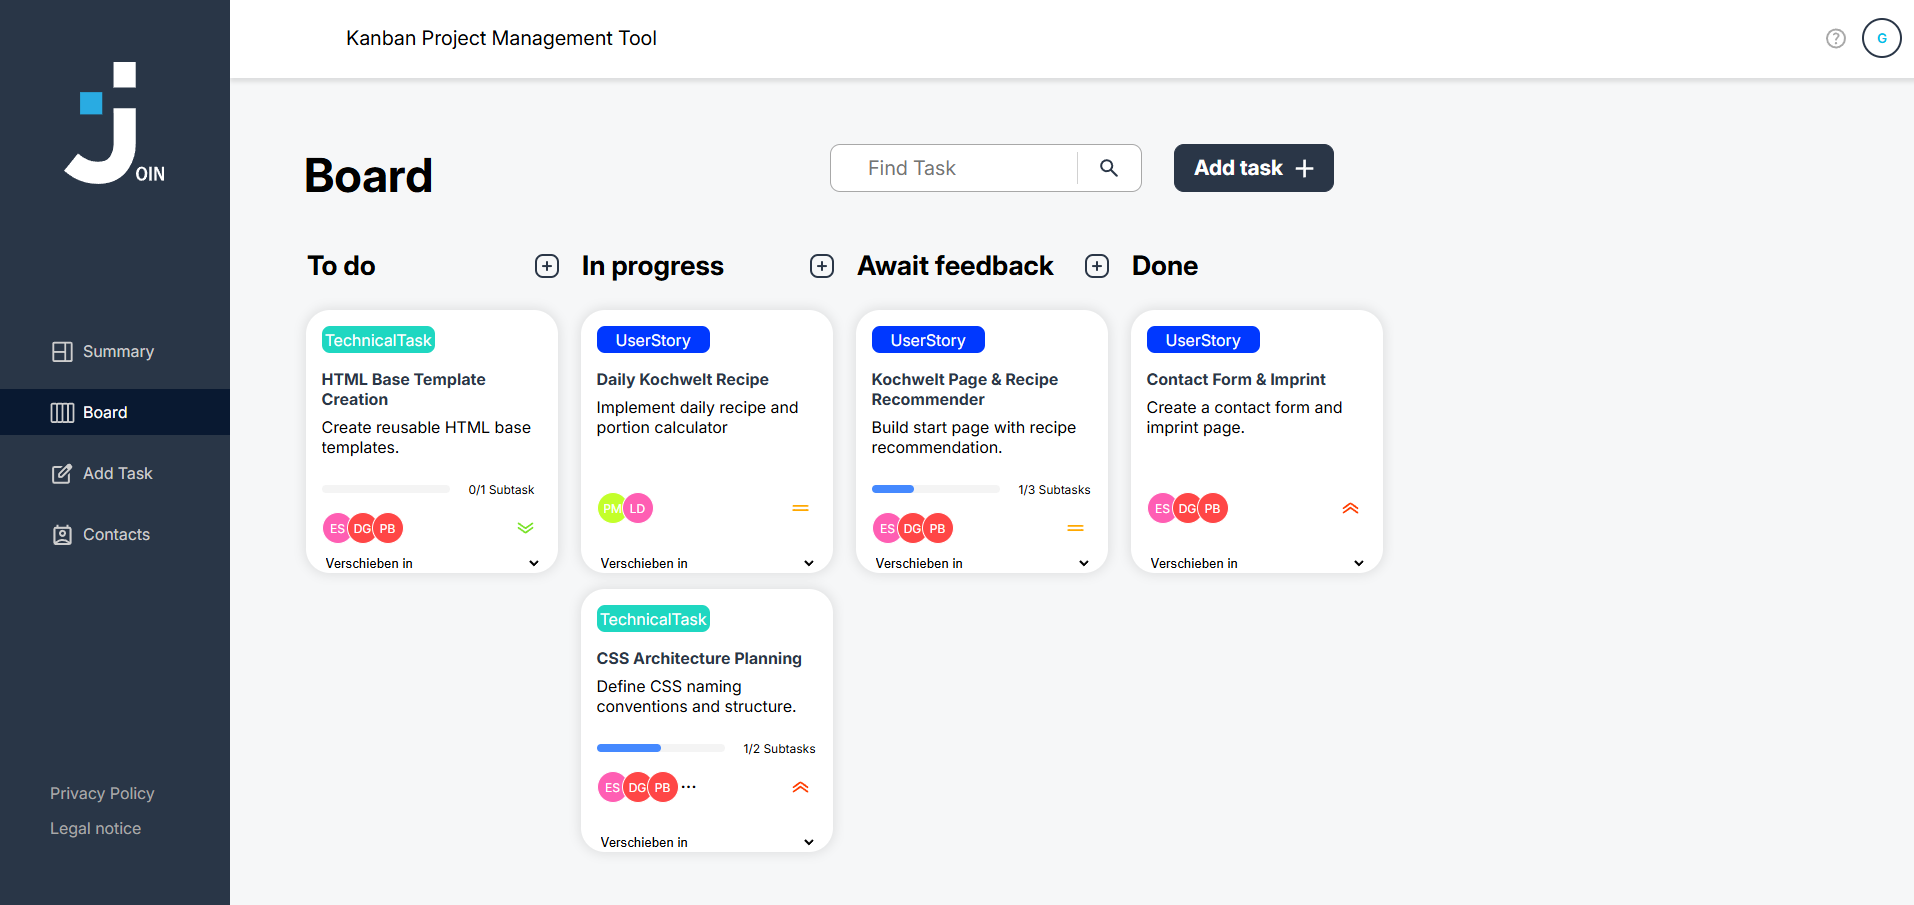 Kanban Project Management Tool
G
OIN
Summary
Board
Add Task
Contacts
Privacy Policy
Legal notice
Board
Find Task
Add task
To do
TechnicalTask
HTML Base Template
Creation
Create reusable HTML base
templates.
0/1 Subtask
ES DG PB
Verschieben in
In progress
UserStory
Daily Kochwelt Recipe
Implement daily recipe and
portion calculator
PM LD
Verschieben in
TechnicalTask
CSS Architecture Planning
Define CSS naming
conventions and structure.
1/2 Subtasks
ES DG PB ...
Verschieben in
Await feedback
UserStory
Kochwelt Page & Recipe
Recommender
Build start page with recipe
recommendation.
1/3 Subtasks
ES DG PB
Verschieben in
Done
UserStory
Contact Form & Imprint
Create a contact form and
imprint page.
ES DG PB
Verschieben in